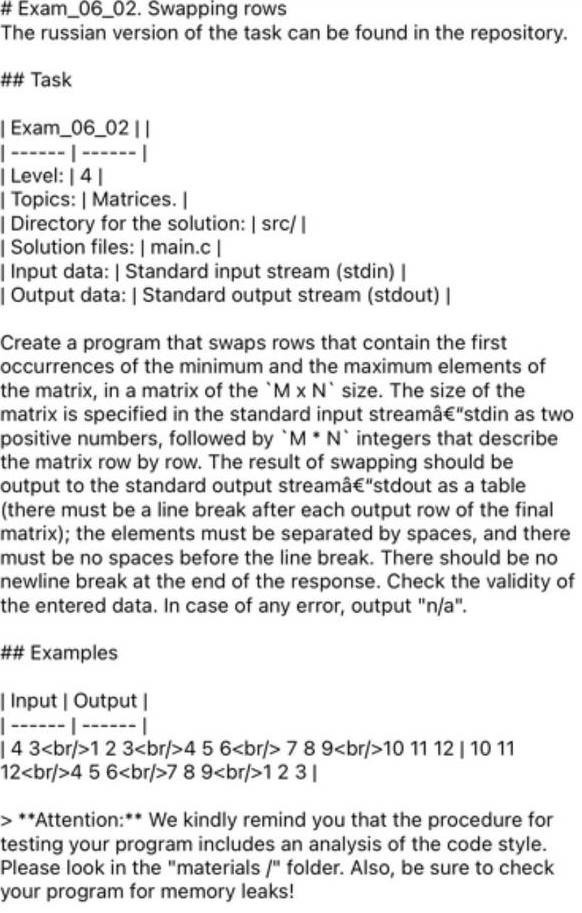 # Exam_06_02. Swapping rows
The russian version of the task can be found in the repository.
## Task
| Exam_06_02 | |
| ------ | ------ |
| Level: | 4 |
| Topics: | Matrices. |
| Directory for the solution: | src/ |
| Solution files: | main.c |
| Input data: | Standard input stream (stdin) |
| Output data: | Standard output stream (stdout) |
Create a program that swaps rows that contain the first
occurrences of the minimum and the maximum elements of
the matrix, in a matrix of the `M x N` size. The size of the
matrix is specified in the standard input streamâ€“stdin as two
positive numbers, followed by `M * N` integers that describe
the matrix row by row. The result of swapping should be
output to the standard output streamâ€“stdout as a table
(there must be a line break after each output row of the final
matrix); the elements must be separated by spaces, and there
must be no spaces before the line break. There should be no
newline break at the end of the response. Check the validity of
the entered data. In case of any error, output "n/a".
## Examples
| Input | Output |
| ------ | ------ |
| 4 3<br/>1 2 3<br/>4 5 6<br/> 7 8 9<br/>10 11 12 | 10 11
12<br/>4 5 6<br/>7 8 9<br/>1 2 3 |
> **Attention:** We kindly remind you that the procedure for
testing your program includes an analysis of the code style.
Please look in the "materials /" folder. Also, be sure to check
your program for memory leaks!